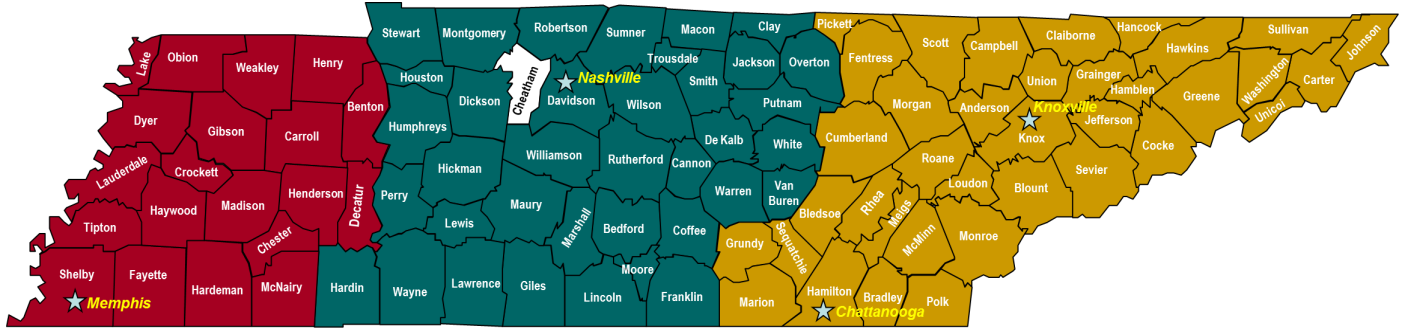 Lake
Obion
Weakley
Henry
Benton
Dyer
Gibson
Carroll
Lauderdale
Crockett
Haywood
Madison
Henderson
Decatur
Tipton
Chester
Shelby
Fayette
Hardeman
McNairy
Memphis
Stewart
Montgomery
Robertson
Sumner
Macon
Clay
Trousdale
Houston
Dickson
Cheatham
Nashville
Davidson
Wilson
Smith
Jackson
Overton
Putnam
Humphreys
Hickman
Williamson
Rutherford
Cannon
De Kalb
White
Warren
Van
Buren
Perry
Lewis
Maury
Marshall
Bedford
Coffee
Moore
Hardin
Wayne
Lawrence
Giles
Lincoln
Franklin
Pickett
Fentress
Scott
Campbell
Claiborne
Hancock
Hawkins
Sullivan
Johnson
Union
Grainger
Hamblen
Greene
Washington
Carter
Unicoi
Morgan
Anderson
Knoxville
Knox
Jefferson
Cocke
Cumberland
Roane
Loudon
Blount
Sevier
Bledsoe
Rhea
Meigs
McMinn
Monroe
Grundy
Sequatchie
Marion
Hamilton
Bradley
Polk
Chattanooga